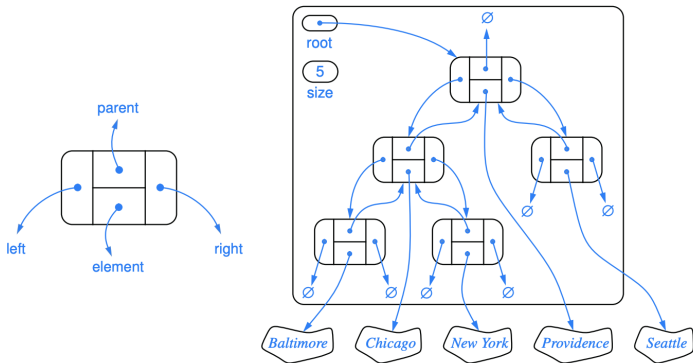 parent
left
right
element
root
5
size
∅
∅
∅
∅
∅
∅
∅
Baltimore
Chicago
New York
Providence
Seattle